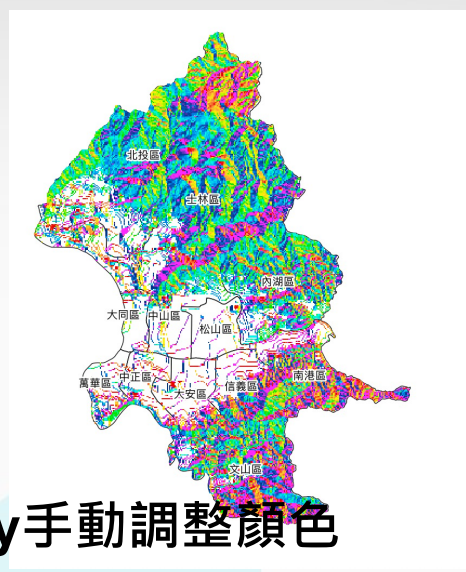 北投區
士林區
內湖區
大同區 中山區
松山區
萬華區 中正區 大安區 信義區 南港區
文山區
y手動調整顏色